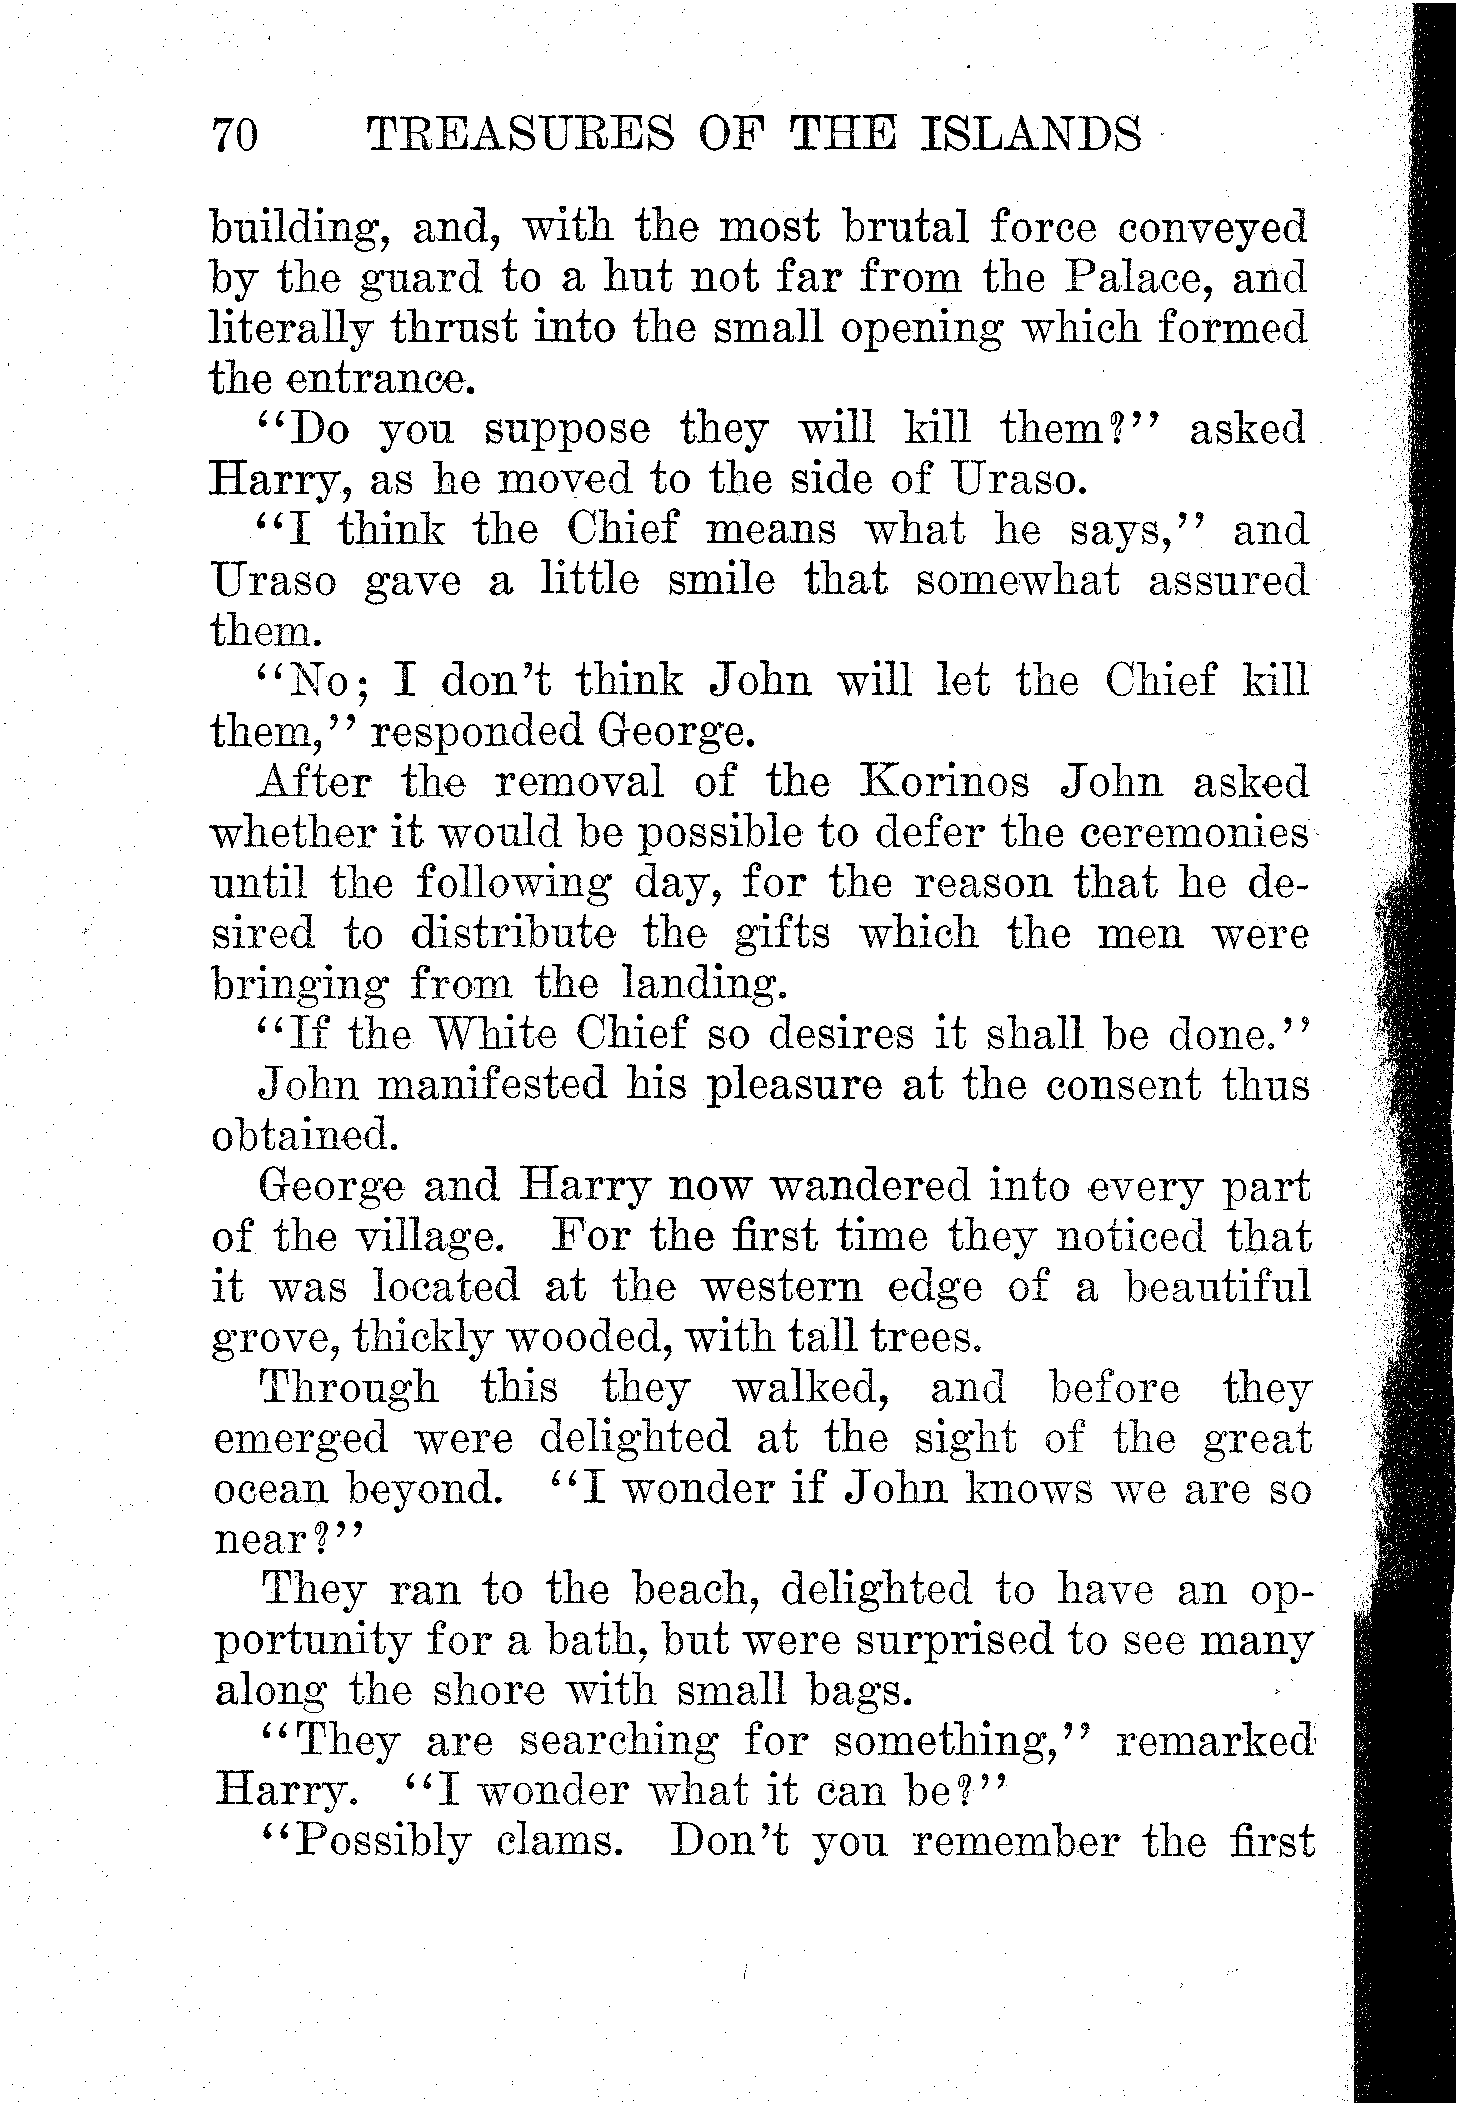 70 TREASURES OF THE ISLANDS
building, and, with the most brutal force conveyed
by the guard to a hut not far from the Palace, and
literally thrust into the small opening which formed
the entrance.
"Do you suppose they will kill them?" asked
Harry, as he moved to the side of Uraso.
"I think the Chief means what he says," and
Uraso gave a little smile that somewhat assured
them.
"No; I don't think John will let the Chief kill
them," responded George.
After the removal of the Korinos John asked
whether it would be possible to defer the ceremonies
until the following day, for the reason that he de-
sired to distribute the gifts which the men were
bringing from the landing.
"If the White Chief so desires it shall be done."
John manifested his pleasure at the consent thus
obtained.
George and Harry now wandered into every part
of the village. For the first time they noticed that
it was located at the western edge of a beautiful
grove, thickly wooded, with tall trees.
Through this they walked, and before they
emerged were delighted at the sight of the great
ocean beyond. "I wonder if John knows we are so
near?"
They ran to the beach, delighted to have an op-
portunity for a bath, but were surprised to see many
along the shore with small bags.
"They are searching for something," remarked
Harry. "I wonder what it can be?"
"Possibly clams. Don't you remember the first